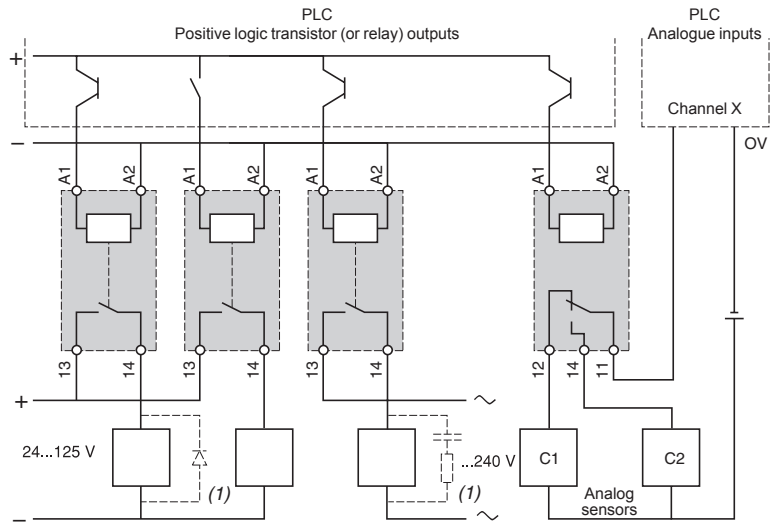 PLC
Positive logic transistor (or relay) outputs
PLC
Analogue inputs
+
Channel X
–
OV
A1
A2
A1
A2
A1
A2
A1
A2
13
14
13
14
13
14
12
14
11
+
~
24...125 V
(1)
...240 V
(1)
C1
C2
Analog
sensors
–
~